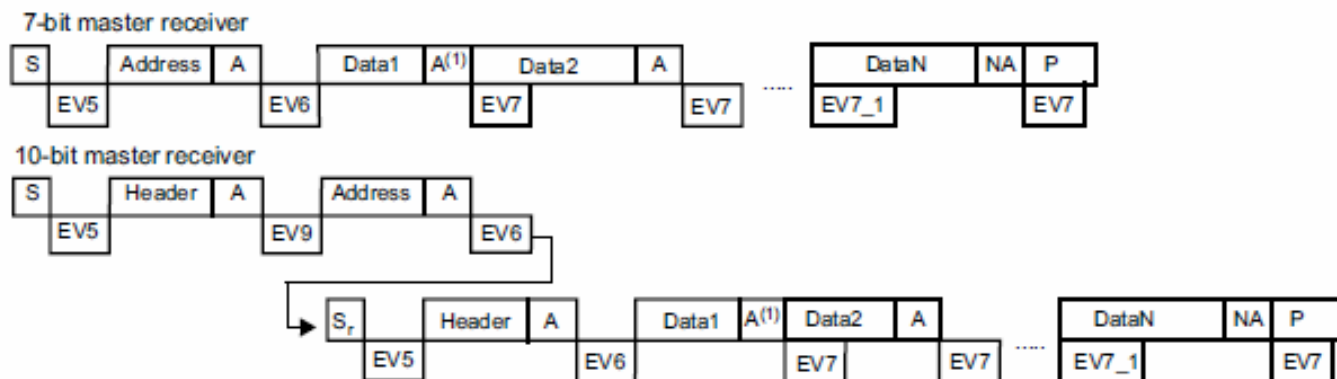 7-bit master receiver
S Address A Data1 A(1) Data2 A ..... DataN NA P
EV5 EV6 EV7 EV7 EV7_1 EV7
10-bit master receiver
S Header A Address A
EV5 EV9 EV6
Sr Header A Data1 A(1) Data2 A ..... DataN NA P
EV5 EV6 EV7 EV7 EV7_1 EV7